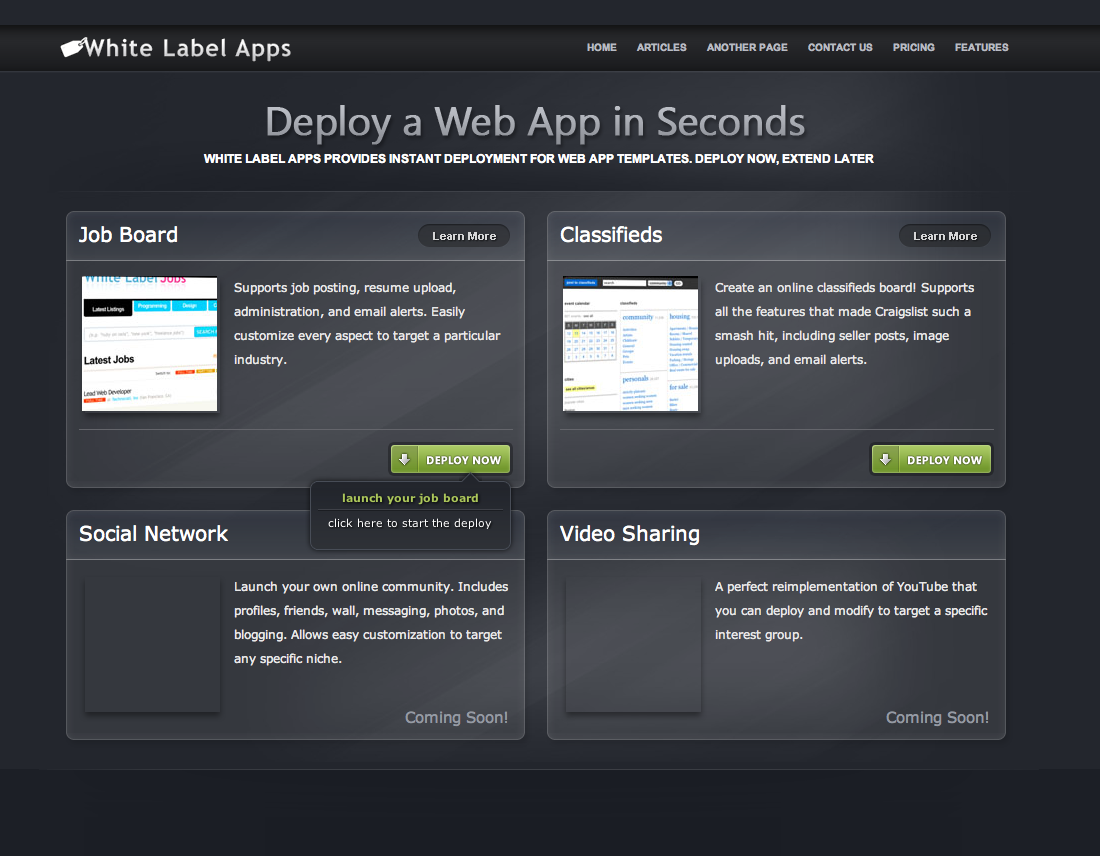 White Label Apps
HOME ARTICLES ANOTHER PAGE CONTACT US PRICING FEATURES
Deploy a Web App in Seconds
WHITE LABEL APPS PROVIDES INSTANT DEPLOYMENT FOR WEB APP TEMPLATES. DEPLOY NOW, EXTEND LATER
Job Board
Learn More
White Label Jobs
Latest Listings Programming Design
SEARCH
Latest Jobs
Lead Web Developer
Supports job posting, resume upload,
administration, and email alerts. Easily
customize every aspect to target a particular
industry.
DEPLOY NOW
launch your job board
click here to start the deploy
Classifieds
Learn More
post to classifieds search
event calendar classifieds
community housing
cities
personals for sale
Create an online classifieds board! Supports
all the features that made Craigslist such a
smash hit, including seller posts, image
uploads, and email alerts.
DEPLOY NOW
Social Network
Launch your own online community. Includes
profiles, friends, wall, messaging, photos, and
blogging. Allows easy customization to target
any specific niche.
Coming Soon!
Video Sharing
A perfect reimplementation of YouTube that
you can deploy and modify to target a specific
interest group.
Coming Soon!